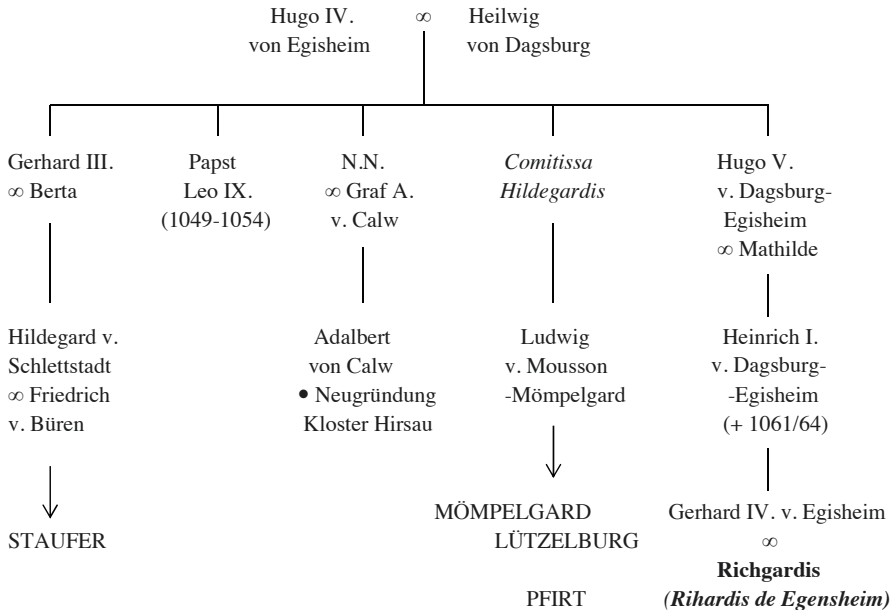 Hugo IV. ∞ Heilwig
von Egisheim von Dagsburg
Gerhard III.
∞ Berta
Papst
Leo IX.
(1049-1054)
N.N.
∞ Graf A.
v. Calw
Comitissa
Hildegardis
Hugo V.
v. Dagsburg-
Egisheim
∞ Mathilde
Hildegard v.
Schlettstadt
∞ Friedrich
v. Büren
Adalbert
von Calw
• Neugründung
Kloster Hirsau
Ludwig
v. Mousson
-Mömpelgard
Heinrich I.
v. Dagsburg-
-Egisheim
(+ 1061/64)
STAUFER
MÖMPELGARD
LÜTZELBURG
PFIRT
Gerhard IV. v. Egisheim
∞
Richgardis
(Rihardis de Egensheim)